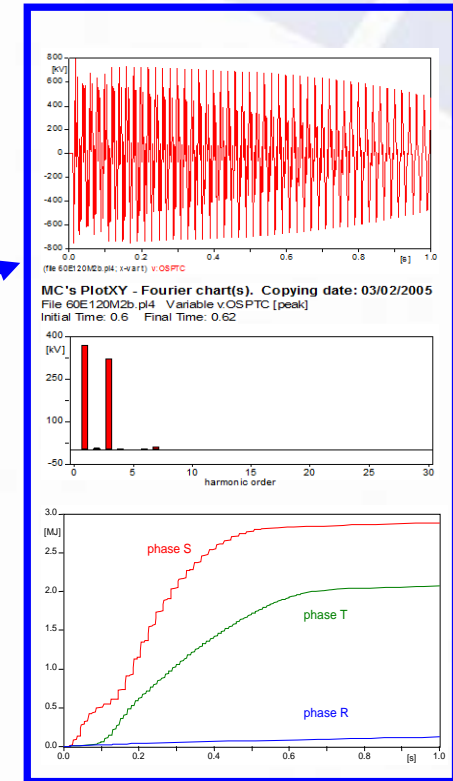 800
[kV]
600
400
200
0
-200
-400
-600
-800
0.0 0.2 0.4 0.6 0.8 [s] 1.0
(file 60E120M2b.pl4; x-var t) v:OSPTC
MC's PlotXY - Fourier chart(s). Copying date: 03/02/2005
File 60E120M2b.pl4 Variable v:OSPTC [peak]
Initial Time: 0.6 Final Time: 0.62
400
[kV]
250
100
-50
0 5 10 15 20 25 30
harmonic order
3.0
[MJ]
2.5
phase S
2.0
phase T
1.5
1.0
0.5
phase R
0.0
0.0 0.2 0.4 0.6 0.8 [s] 1.0